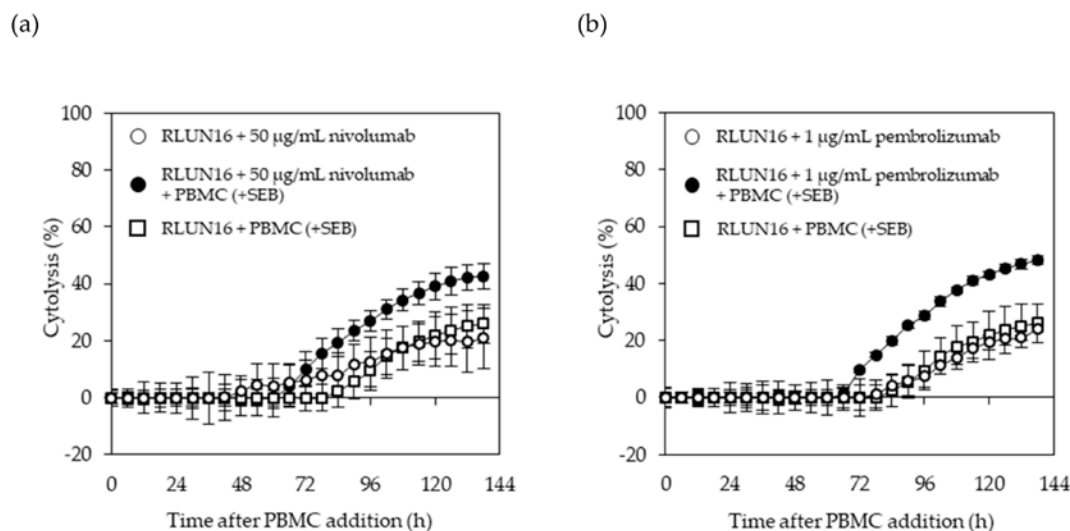 (a)
100
80
60
40
20
0
-20
Cytolysis (%)
RLUN16 + 50 μg/mL nivolumab
RLUN16 + 50 μg/mL nivolumab
+ PBMC (+SEB)
RLUN16 + PBMC (+SEB)
0 24 48 72 96 120 144
Time after PBMC addition (h)
(b)
100
80
60
40
20
0
-20
Cytolysis (%)
RLUN16 + 1 μg/mL pembrolizumab
RLUN16 + 1 μg/mL pembrolizumab
+ PBMC (+SEB)
RLUN16 + PBMC (+SEB)
0 24 48 72 96 120 144
Time after PBMC addition (h)